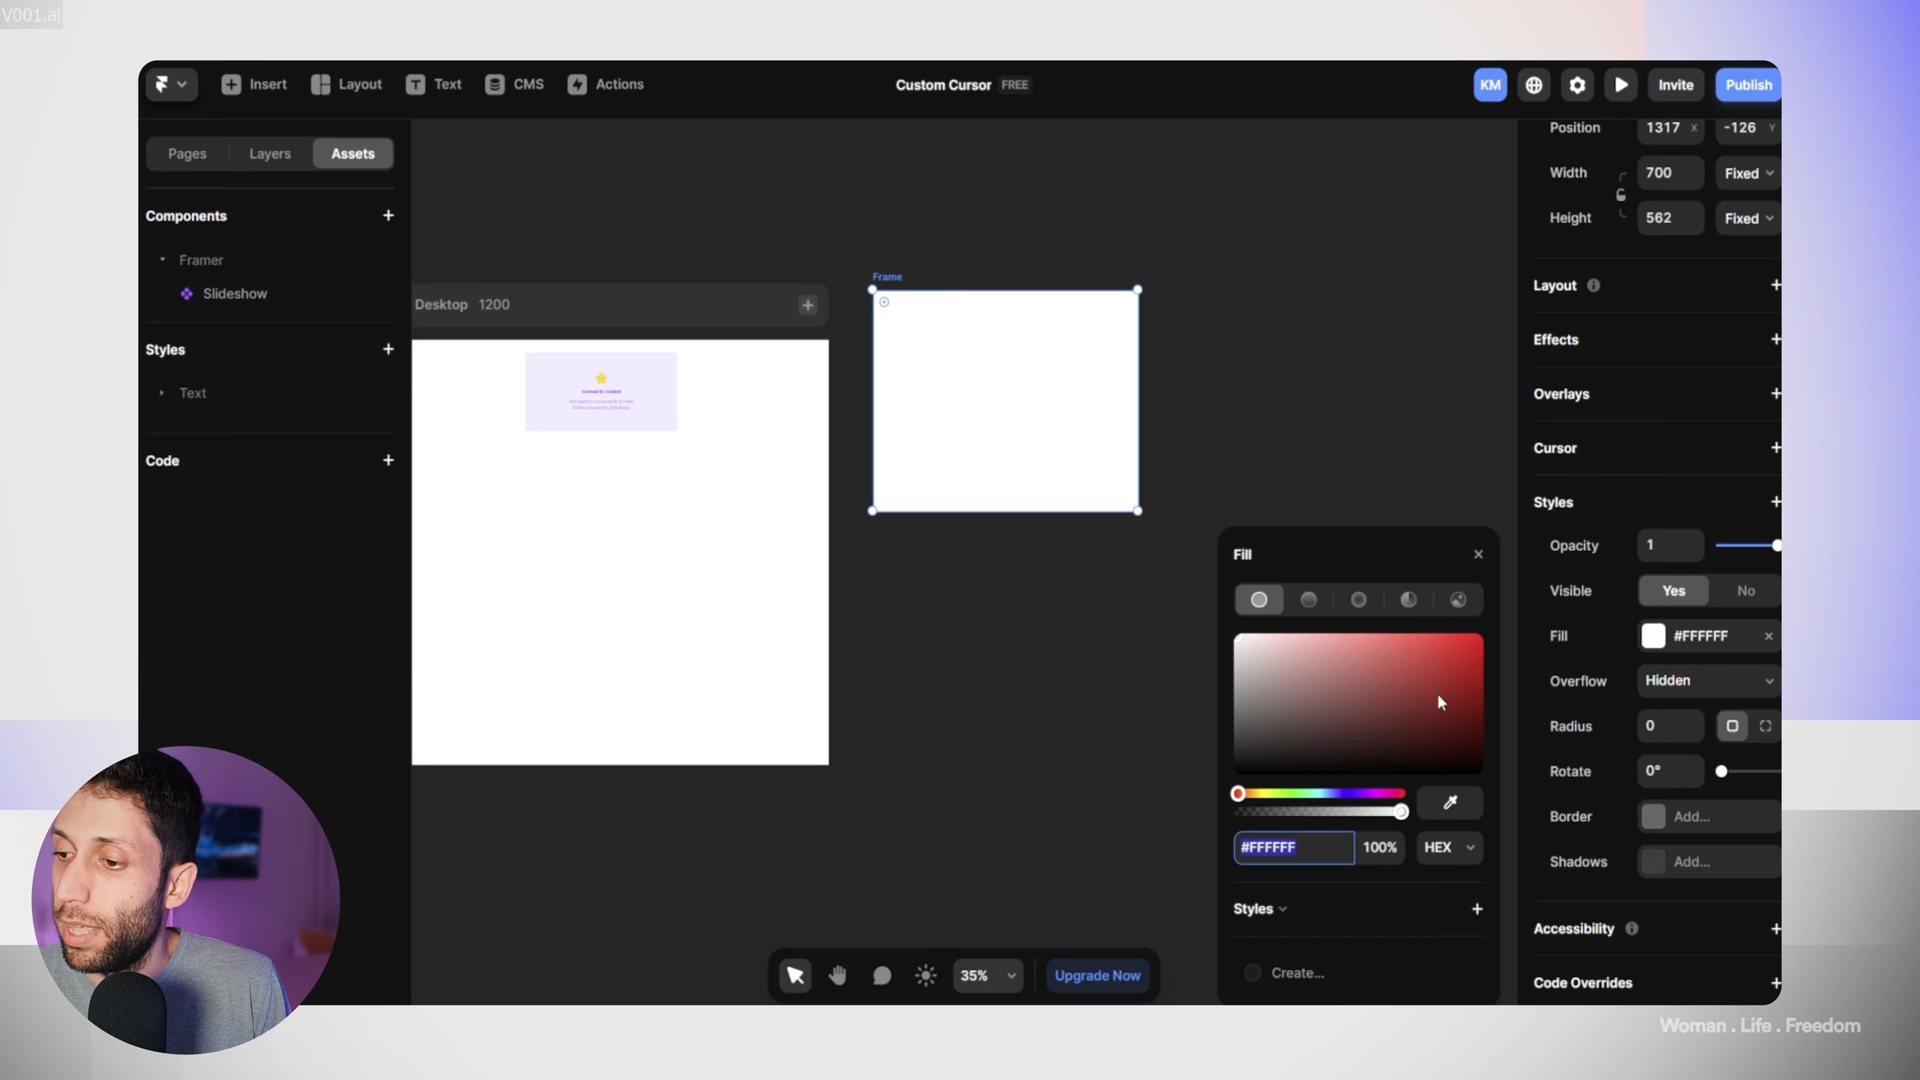 V001.ai
Insert Layout Text CMS Actions
Custom Cursor FREE
KM Invite Publish
Pages Layers Assets
Components
Framer
Slideshow
Styles
Text
Code
Desktop 1200
Frame
Connect to Content
Position 1317 X -126 Y
Width 700 Fixed
Height 562 Fixed
Layout
Effects
Overlays
Cursor
Styles
Opacity 1
Visible Yes No
Fill #FFFFFF
Overflow Hidden
Radius 0
Rotate 0°
Border Add...
Shadows Add...
Accessibility
Code Overrides
Fill
#FFFFFF 100% HEX
Styles
Create...
35% Upgrade Now
Woman . Life . Freedom